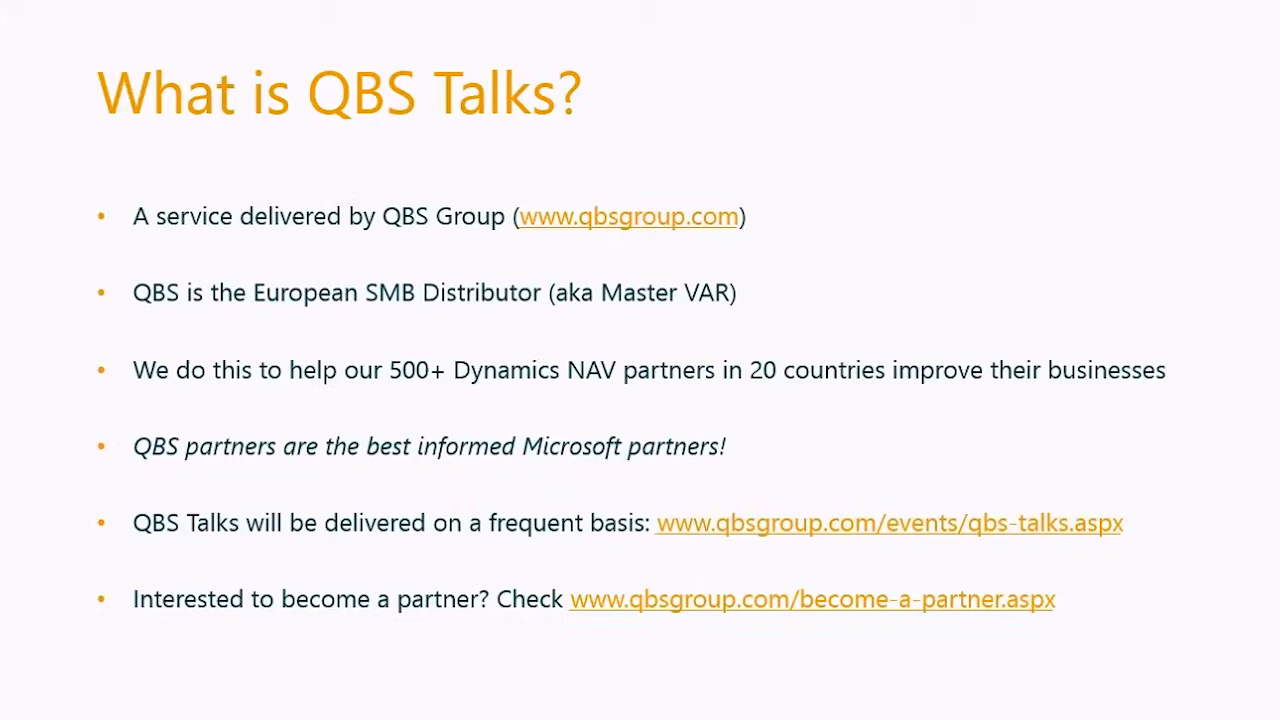 What is QBS Talks?
• A service delivered by QBS Group (www.qbsgroup.com)
• QBS is the European SMB Distributor (aka Master VAR)
• We do this to help our 500+ Dynamics NAV partners in 20 countries improve their businesses
• QBS partners are the best informed Microsoft partners!
• QBS Talks will be delivered on a frequent basis: www.qbsgroup.com/events/qbs-talks.aspx
• Interested to become a partner? Check www.qbsgroup.com/become-a-partner.aspx